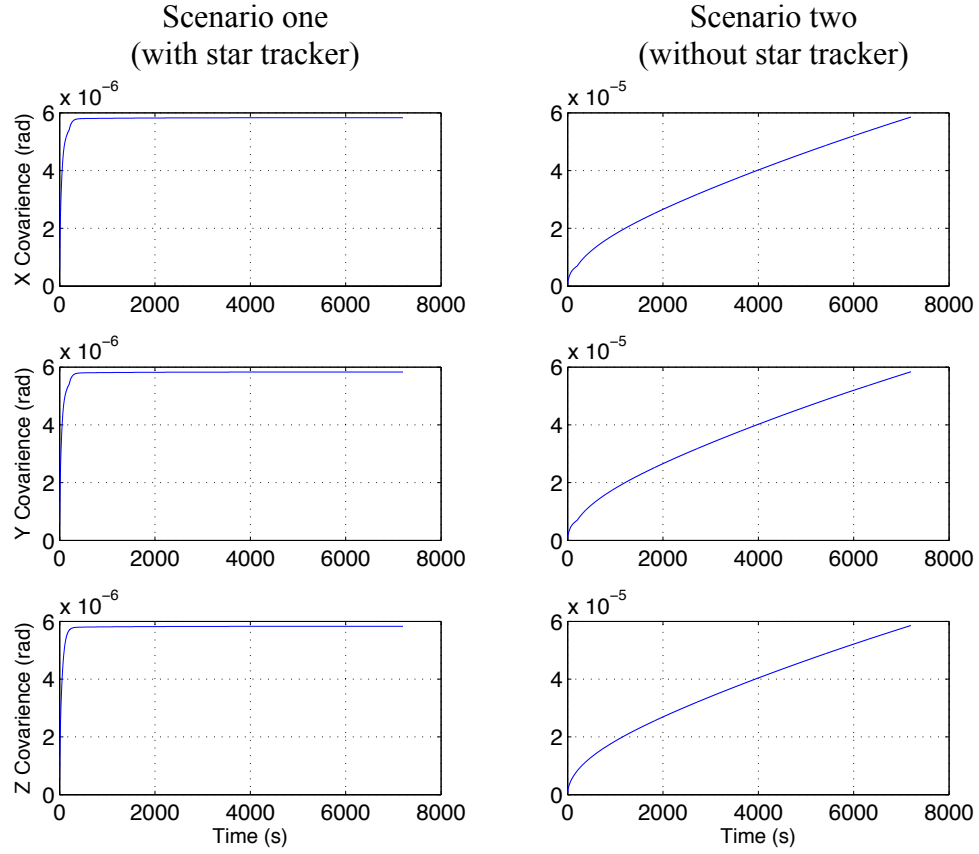 Scenario one
(with star tracker)
Scenario two
(without star tracker)
x 10⁻⁶
6
4
2
0
X Covarience (rad)
0 2000 4000 6000 8000
x 10⁻⁵
6
4
2
0
0 2000 4000 6000 8000
x 10⁻⁶
6
4
2
0
Y Covarience (rad)
0 2000 4000 6000 8000
x 10⁻⁵
6
4
2
0
0 2000 4000 6000 8000
x 10⁻⁶
6
4
2
0
Z Covarience (rad)
0 2000 4000 6000 8000
Time (s)
x 10⁻⁵
6
4
2
0
0 2000 4000 6000 8000
Time (s)